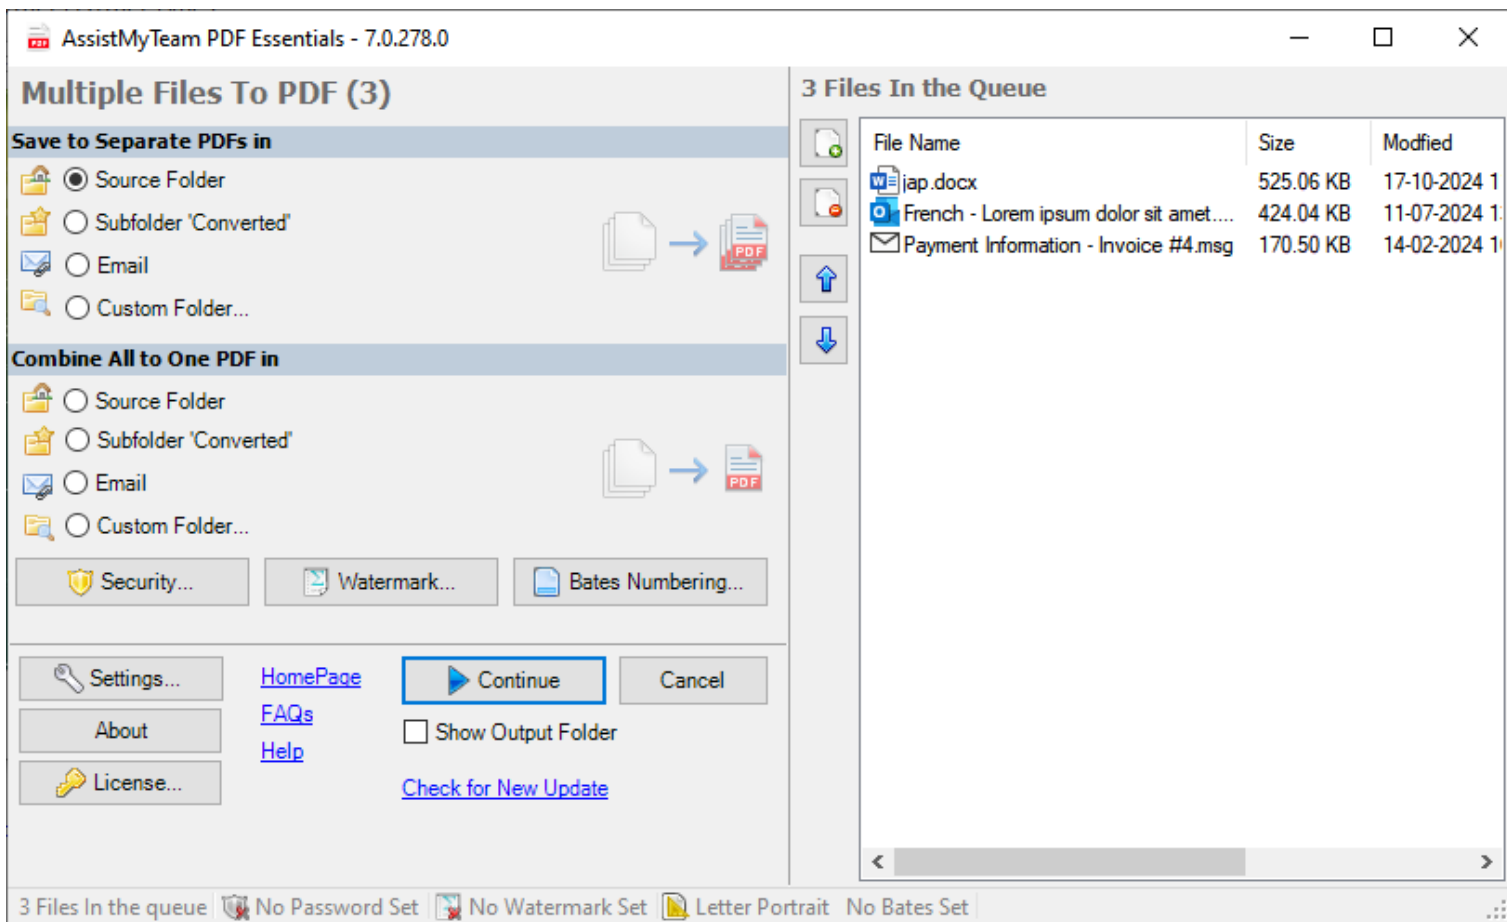 AssistMyTeam PDF Essentials - 7.0.278.0
Multiple Files To PDF (3)
Save to Separate PDFs in
Source Folder
Subfolder 'Converted'
Email
Custom Folder...
PDF
Combine All to One PDF in
Source Folder
Subfolder 'Converted'
Email
Custom Folder...
PDF
Security... Watermark... Bates Numbering...
Settings... HomePage Continue Cancel
About FAQs Show Output Folder
Help
License... Check for New Update
3 Files In the Queue
File Name Size Modfied
jap.docx 525.06 KB 17-10-2024 1
French - Lorem ipsum dolor sit amet.... 424.04 KB 11-07-2024 1
Payment Information - Invoice #4.msg 170.50 KB 14-02-2024 1
3 Files In the queue No Password Set No Watermark Set Letter Portrait No Bates Set